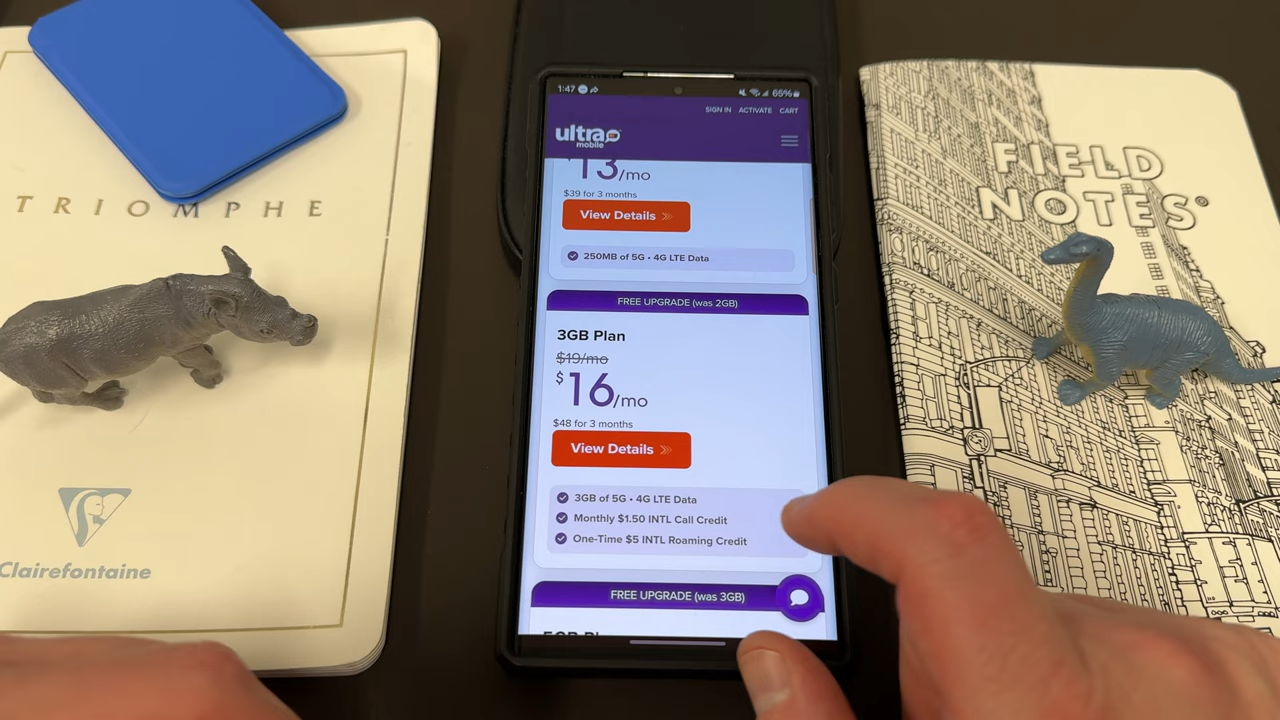 TRIOMPHE
Clairefontaine
1:47
65%
SIGN IN ACTIVATE CART
ultra
mobile
13/mo
$39 for 3 months
View Details
250MB of 5G • 4G LTE Data
FREE UPGRADE (was 2GB)
3GB Plan
$19/mo
$16/mo
$48 for 3 months
View Details
3GB of 5G • 4G LTE Data
Monthly $1.50 INTL Call Credit
One-Time $5 INTL Roaming Credit
FREE UPGRADE (was 3GB)
FIELD
NOTES®